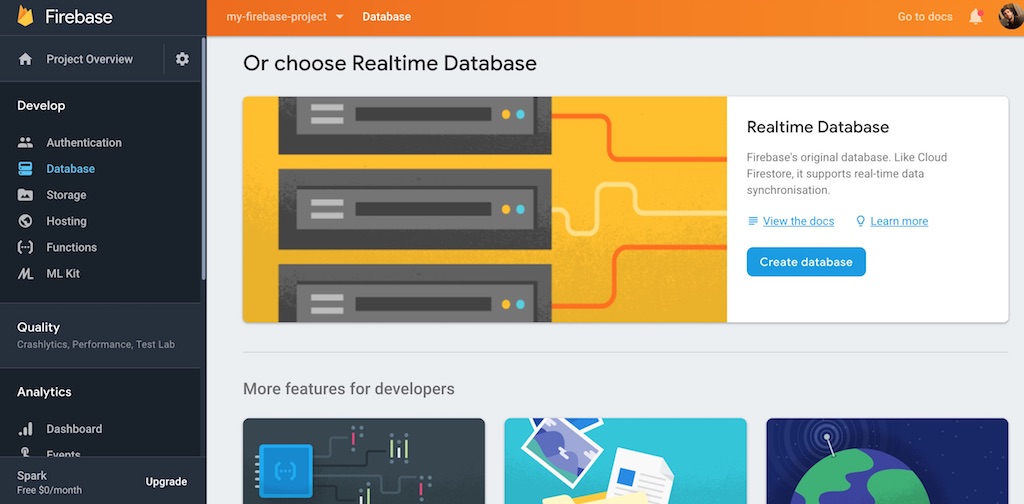 Firebase
my-firebase-project
Database
Go to docs
Project Overview
Develop
Authentication
Database
Storage
Hosting
Functions
ML Kit
Quality
Crashlytics, Performance, Test Lab
Analytics
Dashboard
Events
Spark
Free $0/month
Upgrade
Or choose Realtime Database
Realtime Database
Firebase's original database. Like Cloud
Firestore, it supports real-time data
synchronisation.
View the docs
Learn more
Create database
More features for developers